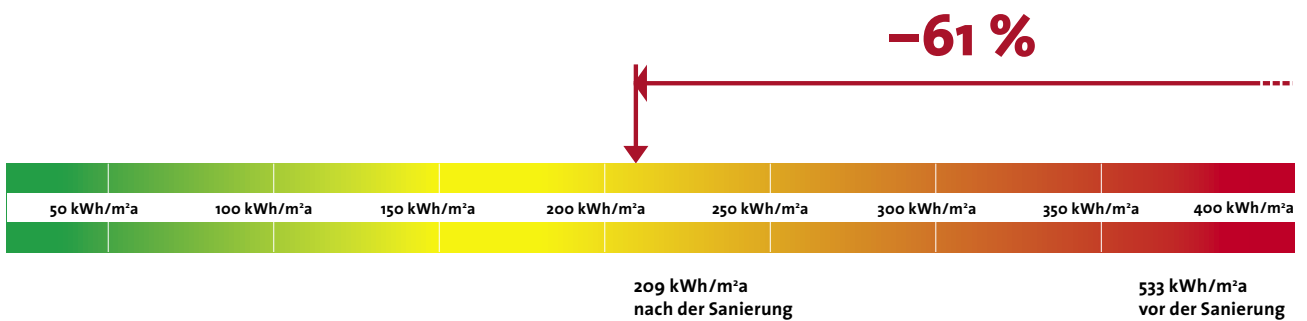 –61 %
50 kWh/m²a 100 kWh/m²a 150 kWh/m²a 200 kWh/m²a 250 kWh/m²a 300 kWh/m²a 350 kWh/m²a 400 kWh/m²a
209 kWh/m²a
nach der Sanierung
533 kWh/m²a
vor der Sanierung